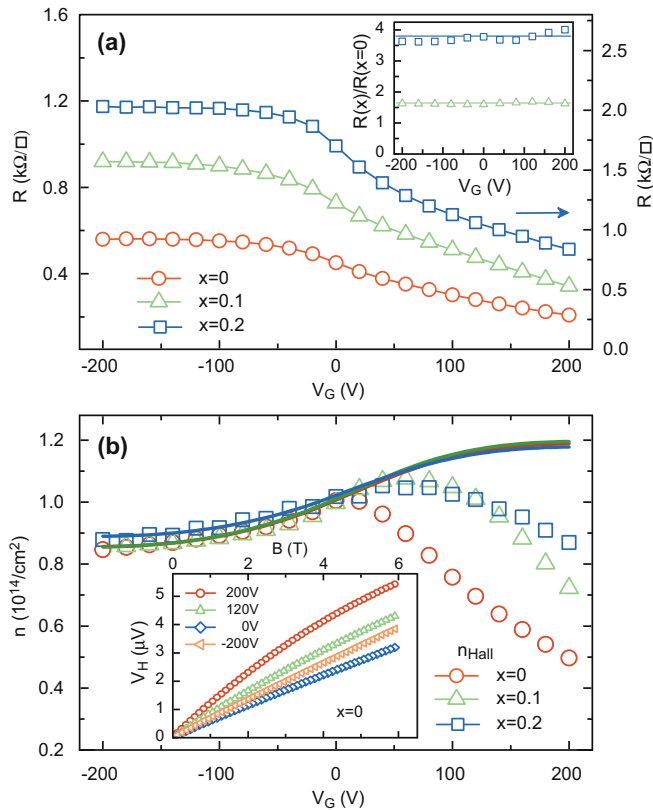 (a)
R (kΩ/□)
1.6
1.2
0.8
0.4
R (kΩ/□)
2.5
2.0
1.5
1.0
0.5
0.0
R(x)/R(x=0)
4
3
2
1
0
-200 -100 0 100 200
V_G (V)
x=0
x=0.1
x=0.2
-200 -100 0 100 200
V_G (V)
(b)
n (10^14/cm^2)
1.2
1.0
0.8
0.6
0.4
0.2
B (T)
0 2 4 6
V_H (μV)
5
4
3
2
1
0
200V
120V
0V
-200V
x=0
n_Hall
x=0
x=0.1
x=0.2
-200 -100 0 100 200
V_G (V)